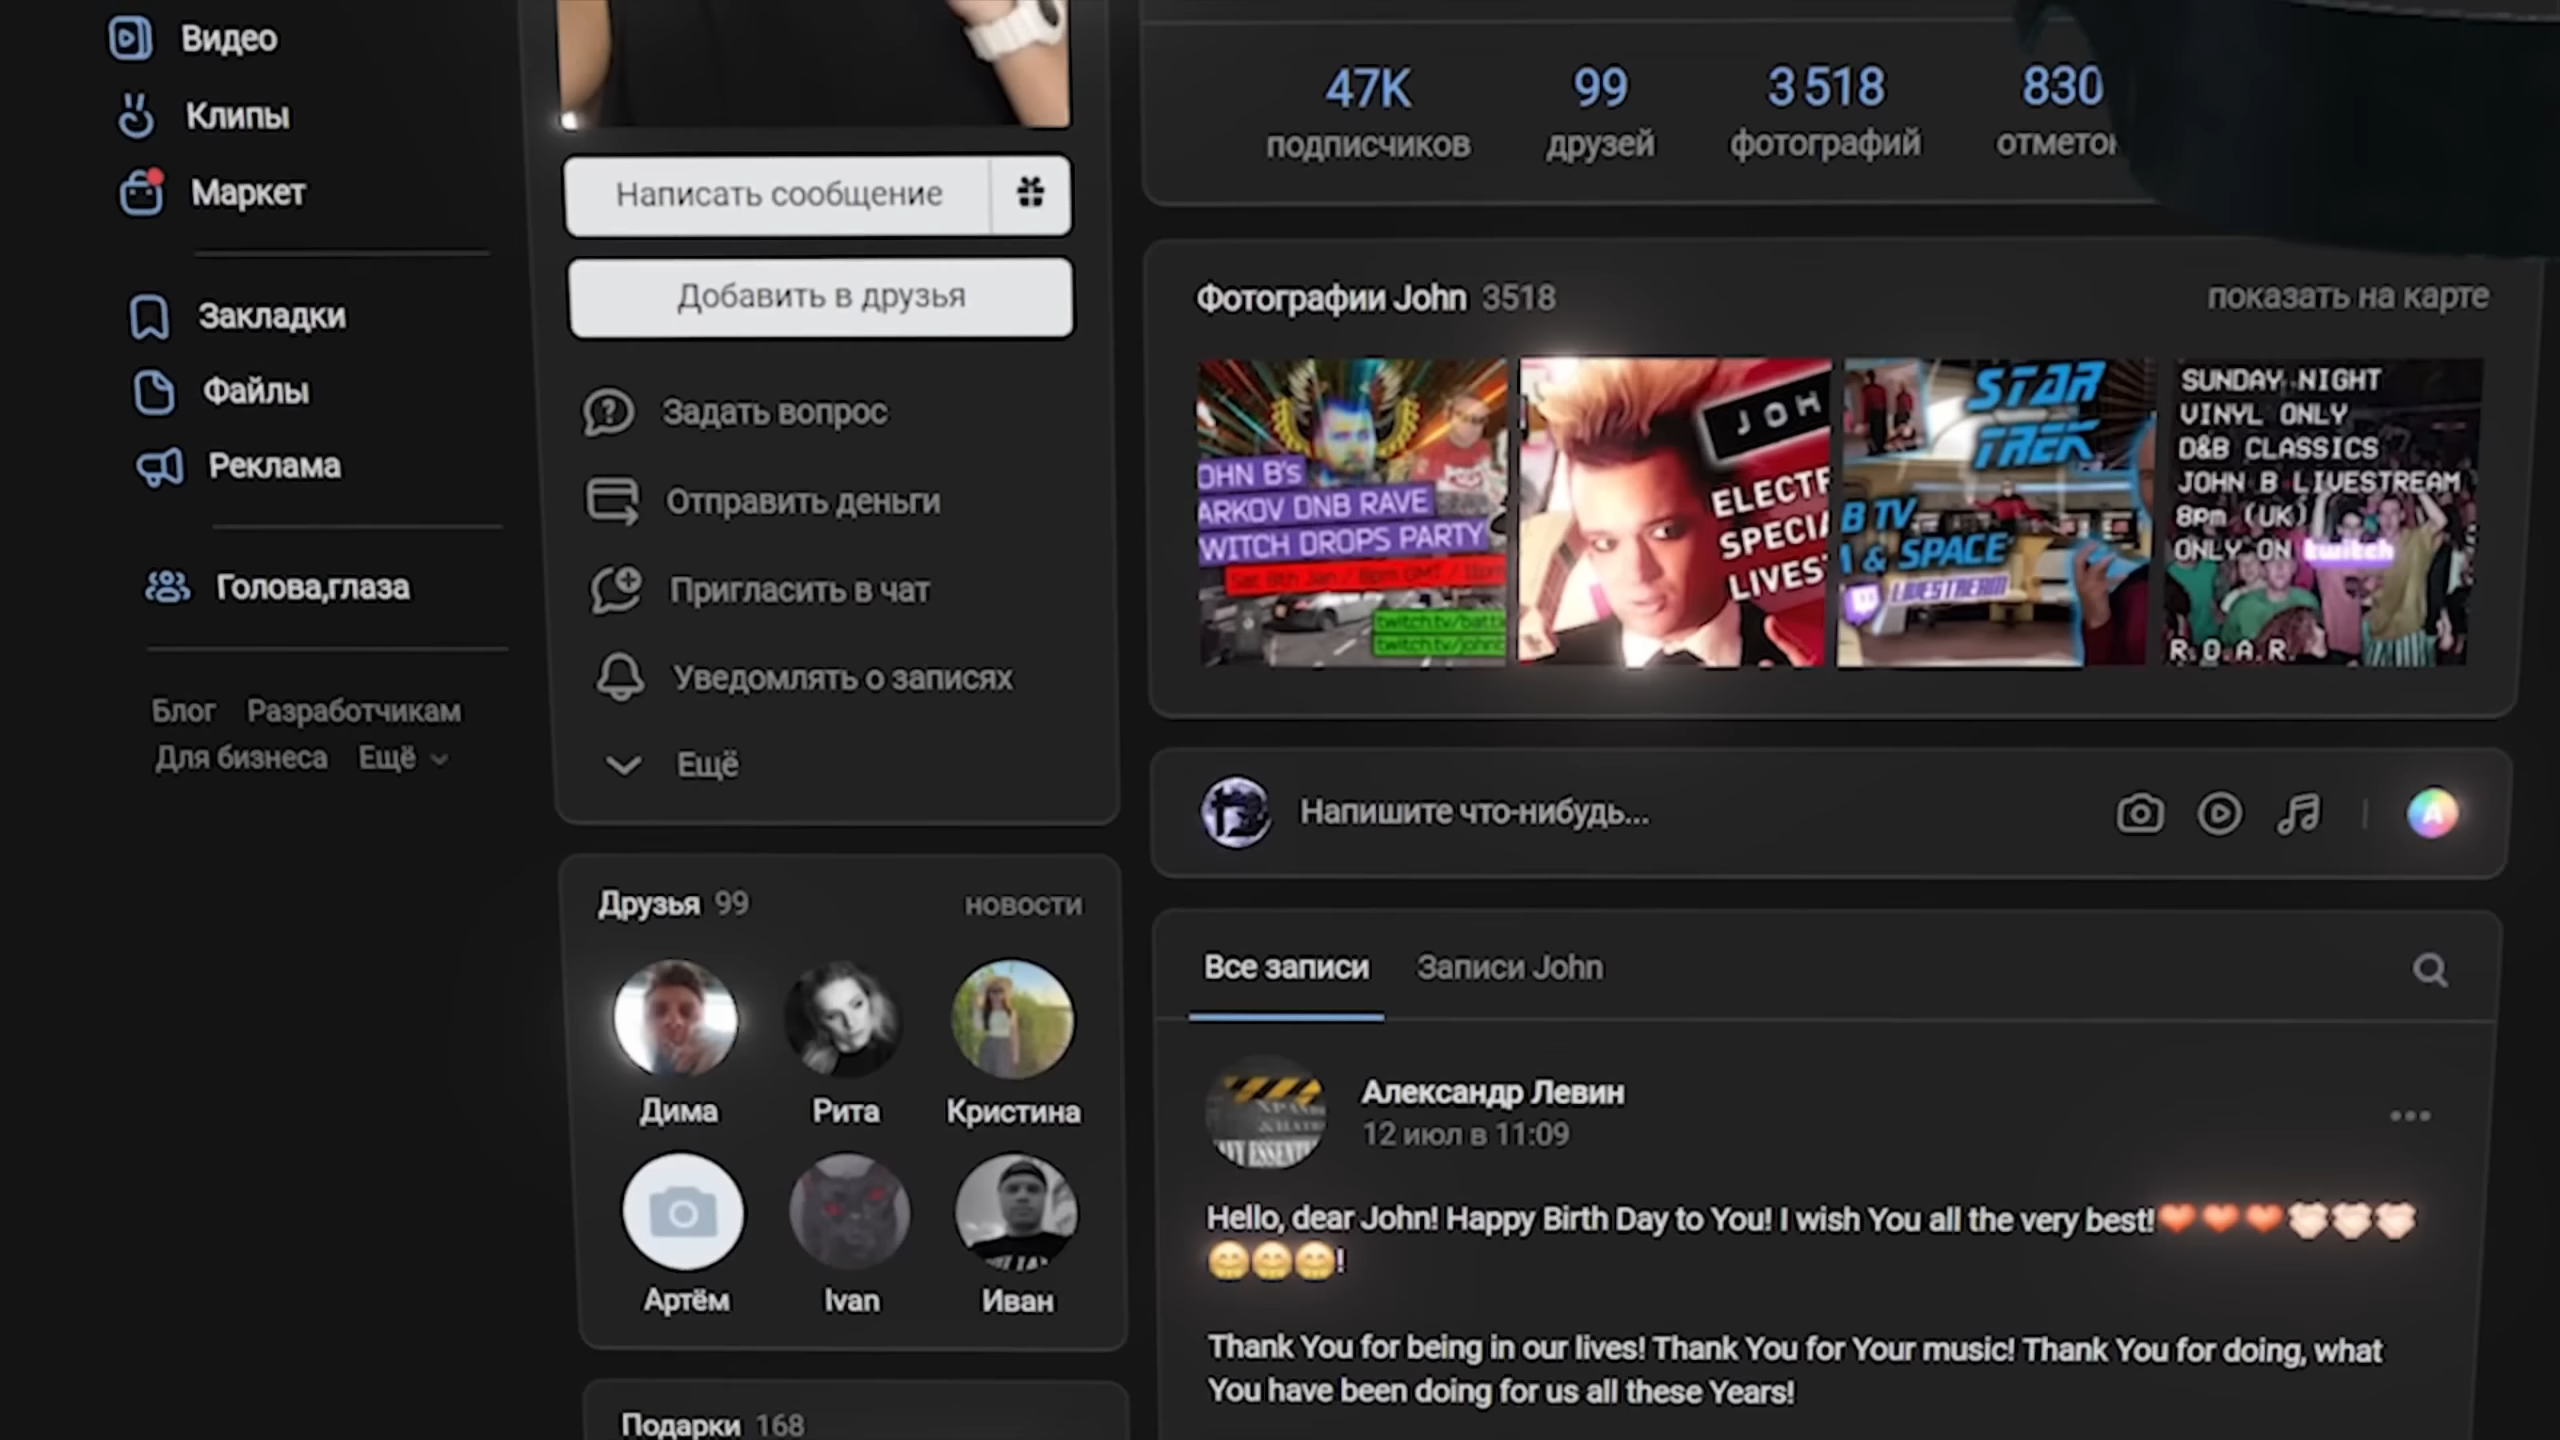 Видео
Клипы
Маркет
Закладки
Файлы
Реклама
Голова,глаза
Блог Разработчикам
Для бизнеса Ещё
Написать сообщение
Добавить в друзья
Задать вопрос
Отправить деньги
Пригласить в чат
Уведомлять о записях
Ещё
Друзья 99 новости
Дима Рита Кристина
Артём Ivan Иван
Подарки 168
47K 99 3 518 830
подписчиков друзей фотографий
Фотографии John 3518 показать на карте
OHN B's
ARKOV DNB RAVE
WITCH DROPS PARTY
Sat 8th Jan / 8pm GMT /
twitch.tv/
twitch.tv/
JOH
ELECTR
SPECIA
LIVES
STAR
TREK
B TV
& SPACE
LIVESTREAM
SUNDAY NIGHT
VINYL ONLY
D&B CLASSICS
JOHN B LIVESTREAM
8pm (UK)
ONLY ON twitch
R.O.A.R.
Напишите что-нибудь...
A
Все записи Записи John
Александр Левин
12 июл в 11:09
Hello, dear John! Happy Birth Day to You! I wish You all the very best!❤❤❤
🤗🤗🤗!
Thank You for being in our lives! Thank You for Your music! Thank You for doing, what
You have been doing for us all these Years!